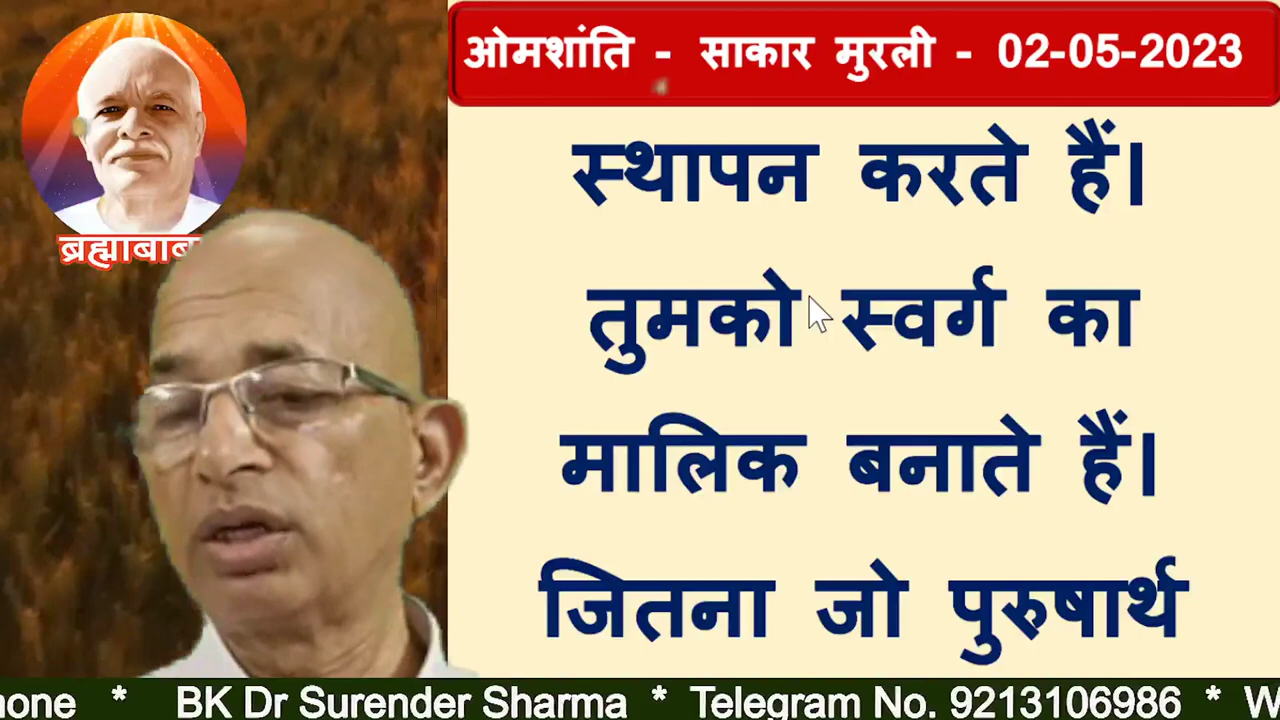 ओमशांति - साकार मुरली - 02-05-2023
स्थापन करते हैं।
तुमको स्वर्ग का
मालिक बनाते हैं।
जितना जो पुरुषार्थ
ब्रह्माबाब
none * BK Dr Surender Sharma * Telegram No. 9213106986 * W